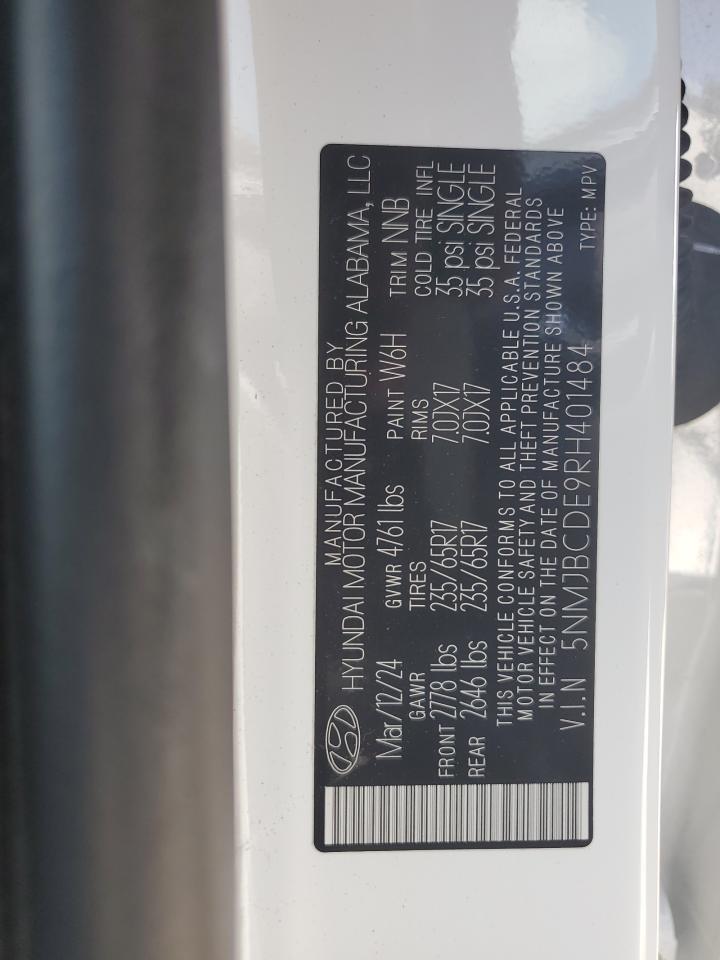 MANUFACTURED BY
HYUNDAI MOTOR MANUFACTURING ALABAMA, LLC
Mar/12/24 GVWR 4761 lbs PAINT W6H TRIM NNB
GAWR TIRES RIMS COLD TIRE INFL
FRONT 2778 lbs 235/65R17 7.0JX17 35 psi SINGLE
REAR 2646 lbs 235/65R17 7.0JX17 35 psi SINGLE
THIS VEHICLE CONFORMS TO ALL APPLICABLE U.S.A. FEDERAL
MOTOR VEHICLE SAFETY AND THEFT PREVENTION STANDARDS
IN EFFECT ON THE DATE OF MANUFACTURE SHOWN ABOVE
V.I.N 5NMJBCDE9RH401484 TYPE: MPV